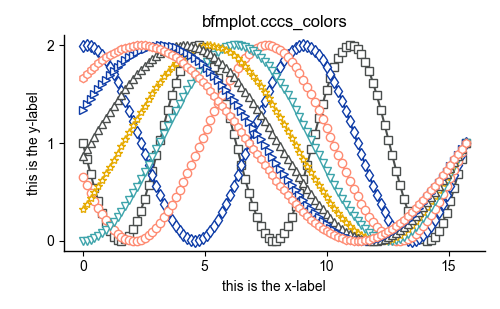 bfmplot.cccs_colors
2
1
0
this is the y-label
0
5
10
15
this is the x-label